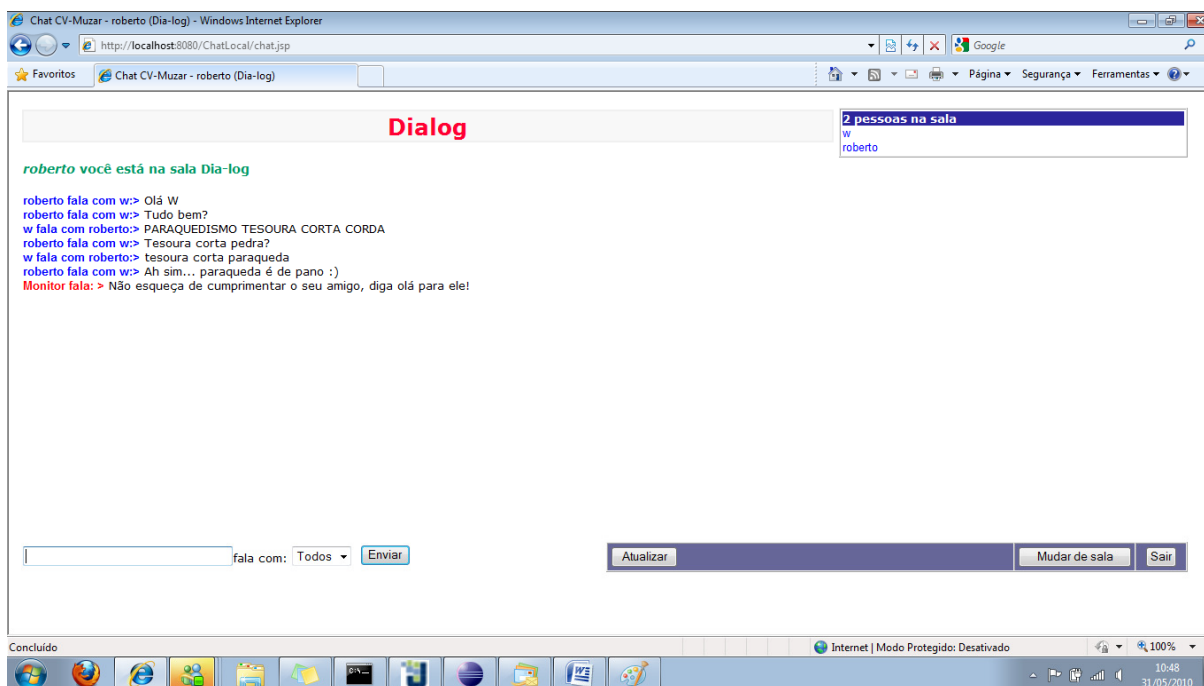 Chat CV-Muzar - roberto (Dia-log) - Windows Internet Explorer
http://localhost:8080/ChatLocal/chat.jsp
Google
Favoritos
Chat CV-Muzar - roberto (Dia-log)
Página
Segurança
Ferramentas
Dialog
2 pessoas na sala
w
roberto
roberto você está na sala Dia-log
roberto fala com w:> Olá W
roberto fala com w:> Tudo bem?
w fala com roberto:> PARAQUEDISMO TESOURA CORTA CORDA
roberto fala com w:> Tesoura corta pedra?
w fala com roberto:> tesoura corta paraqueda
roberto fala com w:> Ah sim... paraqueda é de pano :)
Monitor fala: > Não esqueça de cumprimentar o seu amigo, diga olá para ele!
fala com: Todos Enviar
Atualizar
Mudar de sala
Sair
Concluído
Internet | Modo Protegido: Desativado
100%
10:48
31/05/2010